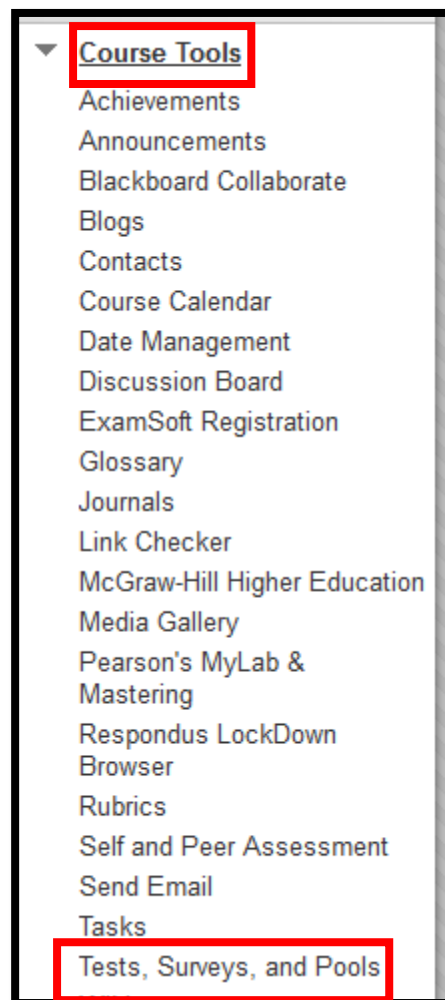 Course Tools
Achievements
Announcements
Blackboard Collaborate
Blogs
Contacts
Course Calendar
Date Management
Discussion Board
ExamSoft Registration
Glossary
Journals
Link Checker
McGraw-Hill Higher Education
Media Gallery
Pearson's MyLab &
Mastering
Respondus LockDown
Browser
Rubrics
Self and Peer Assessment
Send Email
Tasks
Tests, Surveys, and Pools